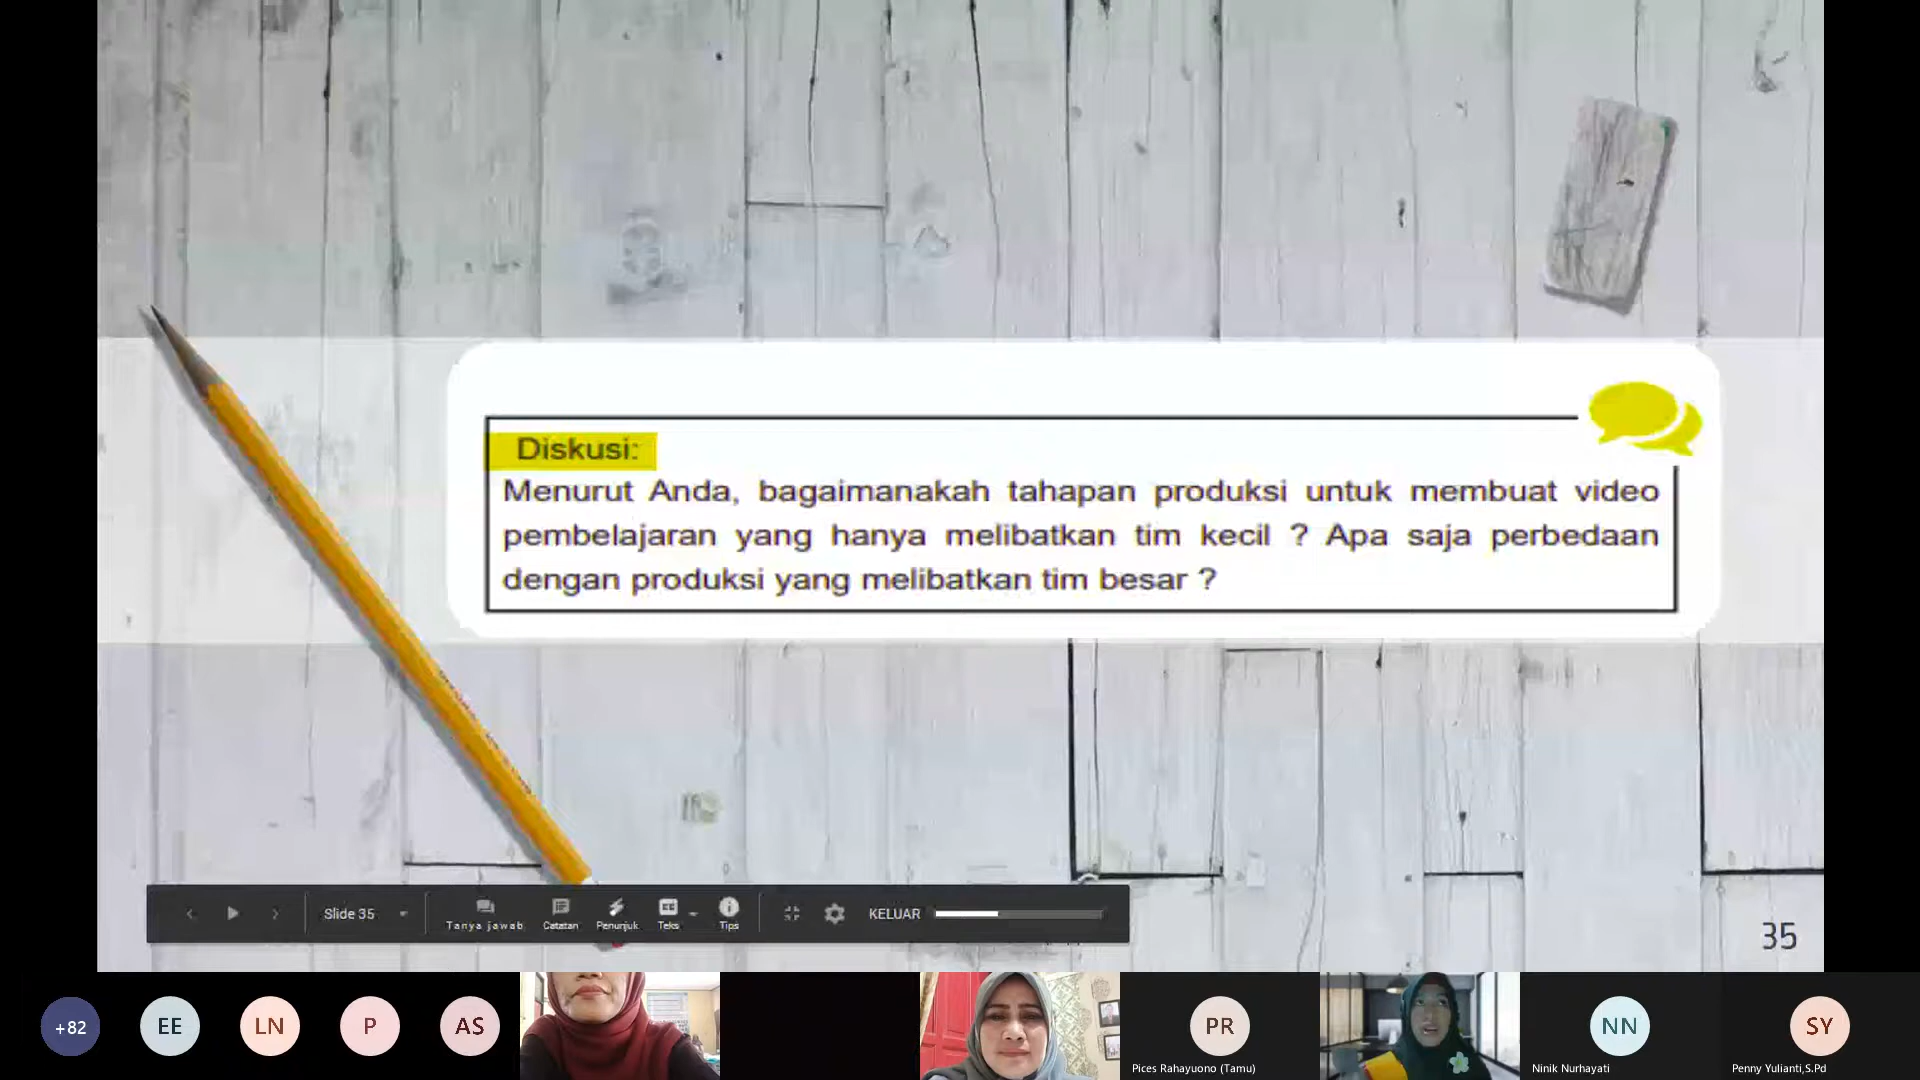 Diskusi:
Menurut Anda, bagaimanakah tahapan produksi untuk membuat video
pembelajaran yang hanya melibatkan tim kecil ? Apa saja perbedaan
dengan produksi yang melibatkan tim besar ?
Slide 35
Tanya jawab
Catatan
Penunjuk
Teks
Tips
KELUAR
35
+82
EE
LN
P
AS
PR
Pices Rahayuono (Tamu)
NN
Ninik Nurhayati
SY
Penny Yulianti,S.Pd